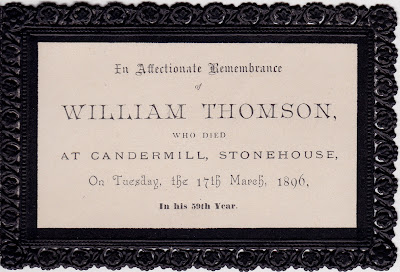 In Affectionate Remembrance
of
WILLIAM THOMSON,
WHO DIED
AT CANDERMILL, STONEHOUSE,
On Tuesday, the 17th March, 1896,
In his 59th Year.